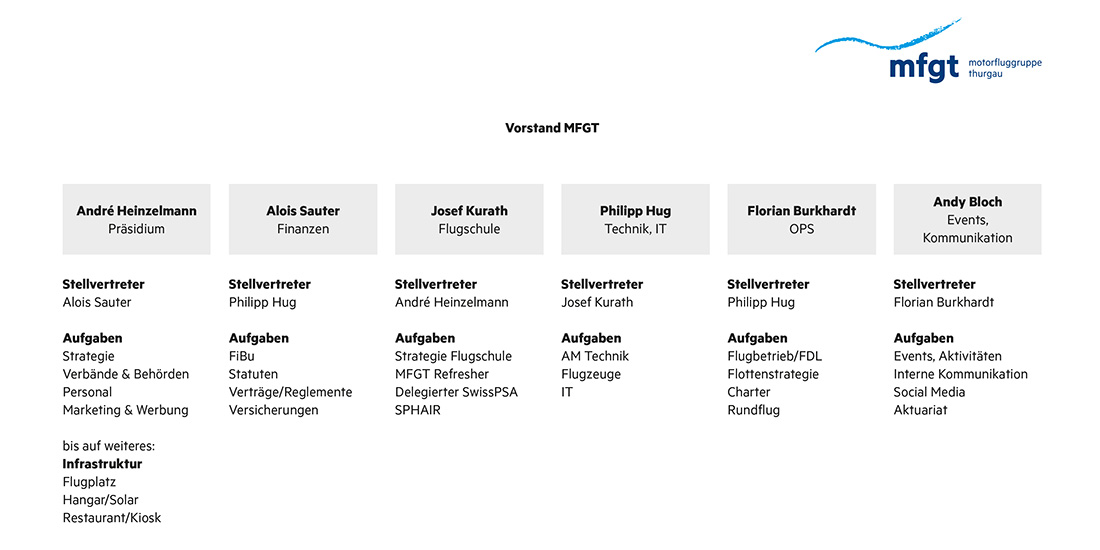 mfgt
motorfluggruppe
thurgau
Vorstand MFGT
André Heinzelmann
Präsidium
Stellvertreter
Alois Sauter
Aufgaben
Strategie
Verbände & Behörden
Personal
Marketing & Werbung
bis auf weiteres:
Infrastruktur
Flugplatz
Hangar/Solar
Restaurant/Kiosk
Alois Sauter
Finanzen
Stellvertreter
Philipp Hug
Aufgaben
FiBu
Statuten
Verträge/Reglemente
Versicherungen
Josef Kurath
Flugschule
Stellvertreter
André Heinzelmann
Aufgaben
Strategie Flugschule
MFGT Refresher
Delegierter SwissPSA
SPHAIR
Philipp Hug
Technik, IT
Stellvertreter
Josef Kurath
Aufgaben
AM Technik
Flugzeuge
IT
Florian Burkhardt
OPS
Stellvertreter
Philipp Hug
Aufgaben
Flugbetrieb/FDL
Flottenstrategie
Charter
Rundflug
Andy Bloch
Events,
Kommunikation
Stellvertreter
Florian Burkhardt
Aufgaben
Events, Aktivitäten
Interne Kommunikation
Social Media
Aktuariat